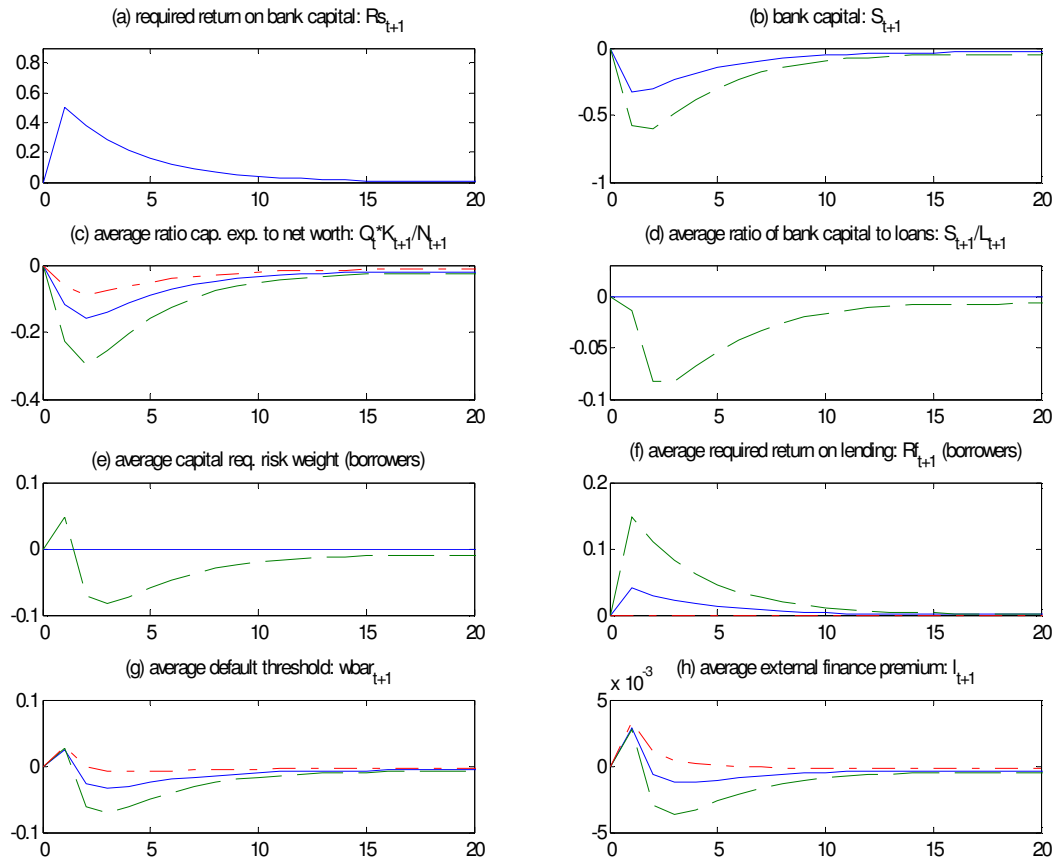 (a) required return on bank capital: Rs_{t+1}
0.8
0.6
0.4
0.2
0
0 5 10 15 20
(b) bank capital: S_{t+1}
0
-0.5
-1
0 5 10 15 20
(c) average ratio cap. exp. to net worth: Q_t*K_{t+1}/N_{t+1}
0
-0.2
-0.4
0 5 10 15 20
(d) average ratio of bank capital to loans: S_{t+1}/L_{t+1}
0
-0.05
-0.1
0 5 10 15 20
(e) average capital req. risk weight (borrowers)
0.1
0
-0.1
0 5 10 15 20
(f) average required return on lending: Rf_{t+1} (borrowers)
0.2
0.1
0
0 5 10 15 20
(g) average default threshold: wbar_{t+1}
0.1
0
-0.1
0 5 10 15 20
(h) average external finance premium: I_{t+1}
x 10^{-3}
5
0
-5
0 5 10 15 20